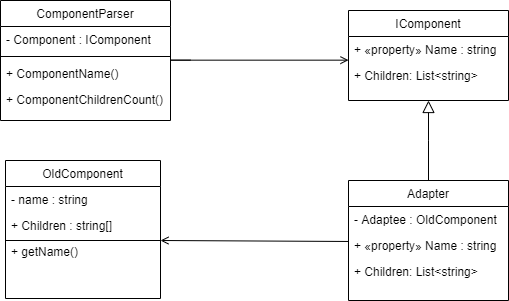 ComponentParser
- Component : IComponent
+ ComponentName()
+ ComponentChildrenCount()
IComponent
+ «property» Name : string
+ Children: List<string>
OldComponent
- name : string
+ Children : string[]
+ getName()
Adapter
- Adaptee : OldComponent
+ «property» Name : string
+ Children: List<string>